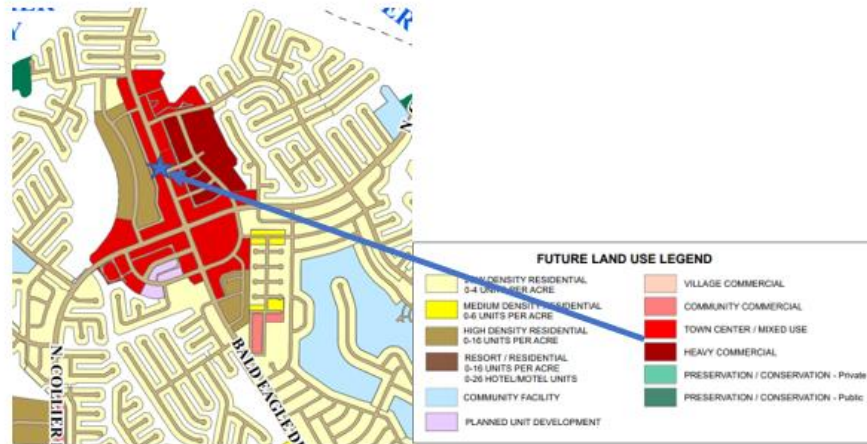 N. COLLIER
BALD EAGLE
FUTURE LAND USE LEGEND
DENSITY RESIDENTIAL
0-4 UNITS PER ACRE
MEDIUM DENSITY RESIDENTIAL
0-6 UNITS PER ACRE
HIGH DENSITY RESIDENTIAL
0-16 UNITS PER ACRE
RESORT / RESIDENTIAL
0-16 UNITS PER ACRE
0-26 HOTEL/MOTEL UNITS
COMMUNITY FACILITY
PLANNED UNIT DEVELOPMENT
VILLAGE COMMERCIAL
COMMUNITY COMMERCIAL
TOWN CENTER / MIXED USE
HEAVY COMMERCIAL
PRESERVATION / CONSERVATION - Private
PRESERVATION / CONSERVATION - Public